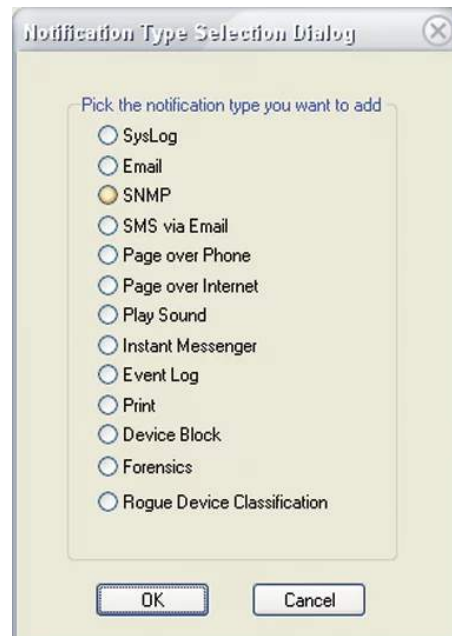 Notification Type Selection Dialog
Pick the notification type you want to add
SysLog
Email
SNMP
SMS via Email
Page over Phone
Page over Internet
Play Sound
Instant Messenger
Event Log
Print
Device Block
Forensics
Rogue Device Classification
OK
Cancel